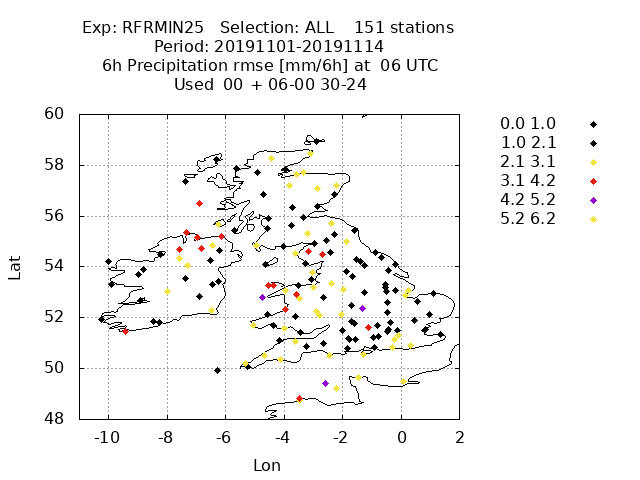 Exp: RFRMIN25 Selection: ALL 151 stations
Period: 20191101-20191114
6h Precipitation rmse [mm/6h] at 06 UTC
Used 00 + 06-00 30-24
60
58
56
54
52
50
48
Lat
-10 -8 -6 -4 -2 0 2
Lon
0.0 1.0
1.0 2.1
2.1 3.1
3.1 4.2
4.2 5.2
5.2 6.2